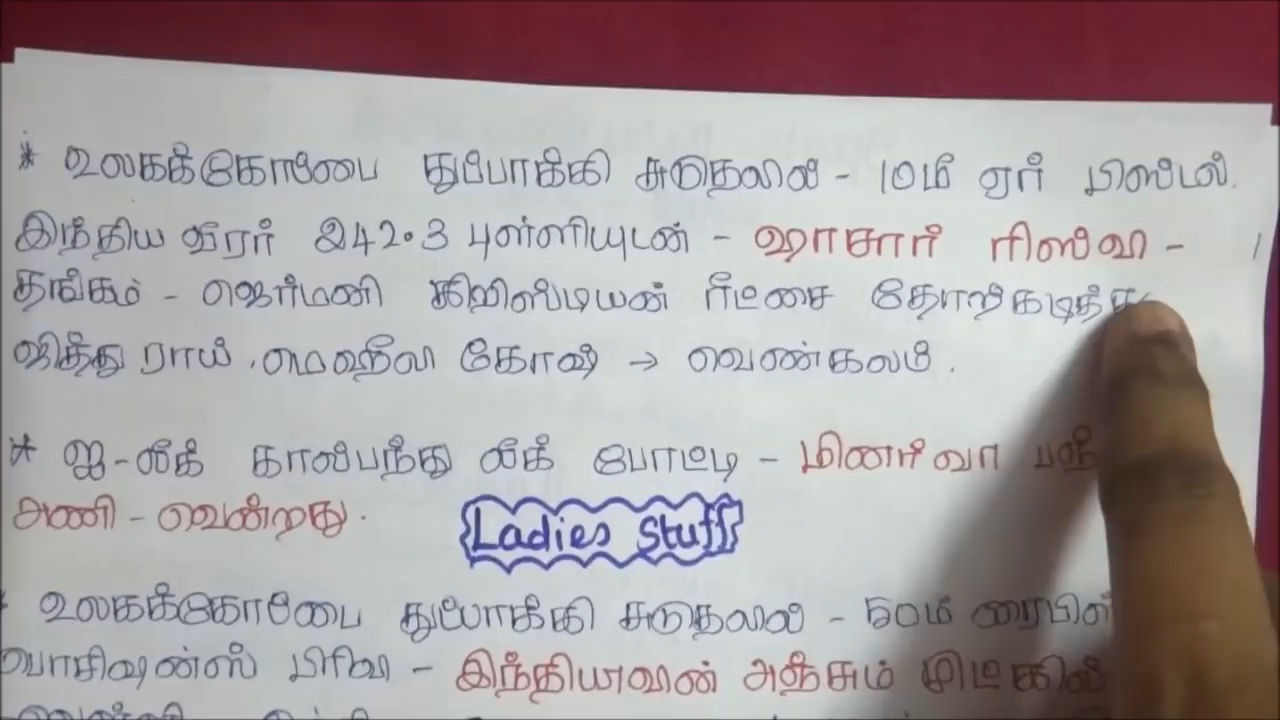 * உலகக்கோபை துப்பாக்கி சுடுதலில் - 10மீ ஏர் பிஸ்டல்.
இந்திய வீரர் 242.3 புள்ளியுடன் - ஷாசார் ரிஸ்வி -
தங்கம் - ஜெர்மனி கிறிஸ்டியன் ரீட்சை தோற்கடித்து
ஜித்து ராய், மெஹீலி கோஷ் → வெண்கலம்.
* ஐ-லீக் கால்பந்து லீக் போட்டி - மினர்வா
அணி - வென்றது.
Ladies Stuff
* உலகக்கோபை துப்பாக்கி சுடுதலில் - 50மீ ரைபிள்
பொசிஷன்ஸ் பிரிவு - இந்தியாவின் அஞ்சும் மிட்கில்